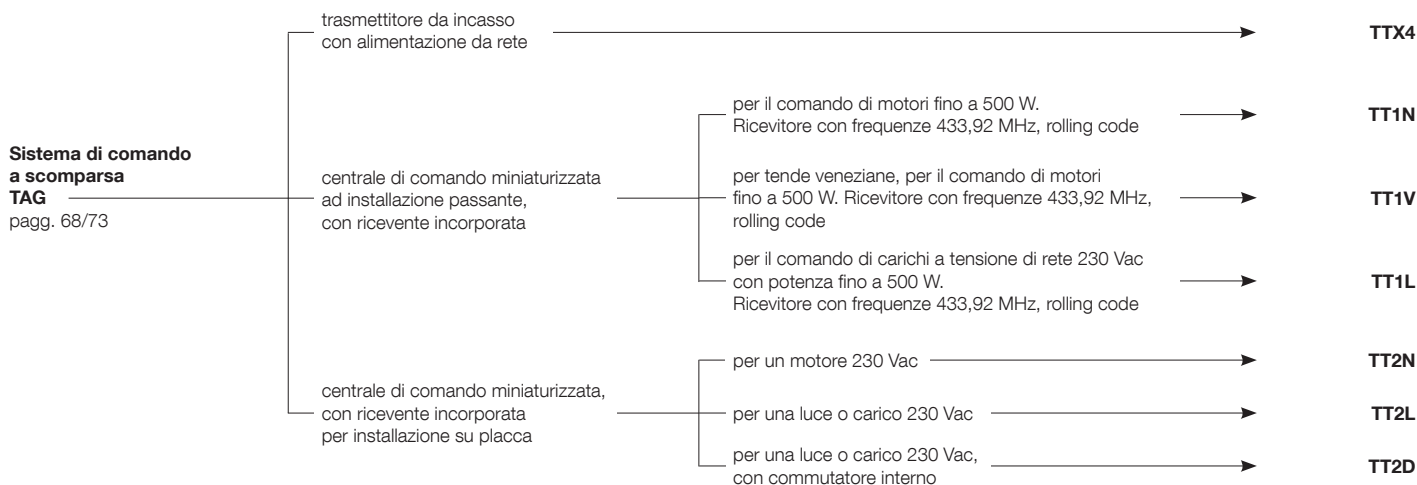 trasmettitore da incasso
con alimentazione da rete
TTX4
Sistema di comando
a scomparsa
TAG
pagg. 68/73
centrale di comando miniaturizzata
ad installazione passante,
con ricevente incorporata
per il comando di motori fino a 500 W.
Ricevitore con frequenze 433,92 MHz, rolling code
TT1N
per tende veneziane, per il comando di motori
fino a 500 W. Ricevitore con frequenze 433,92 MHz,
rolling code
TT1V
per il comando di carichi a tensione di rete 230 Vac
con potenza fino a 500 W.
Ricevitore con frequenze 433,92 MHz, rolling code
TT1L
centrale di comando miniaturizzata,
con ricevente incorporata
per installazione su placca
per un motore 230 Vac
TT2N
per una luce o carico 230 Vac
TT2L
per una luce o carico 230 Vac,
con commutatore interno
TT2D